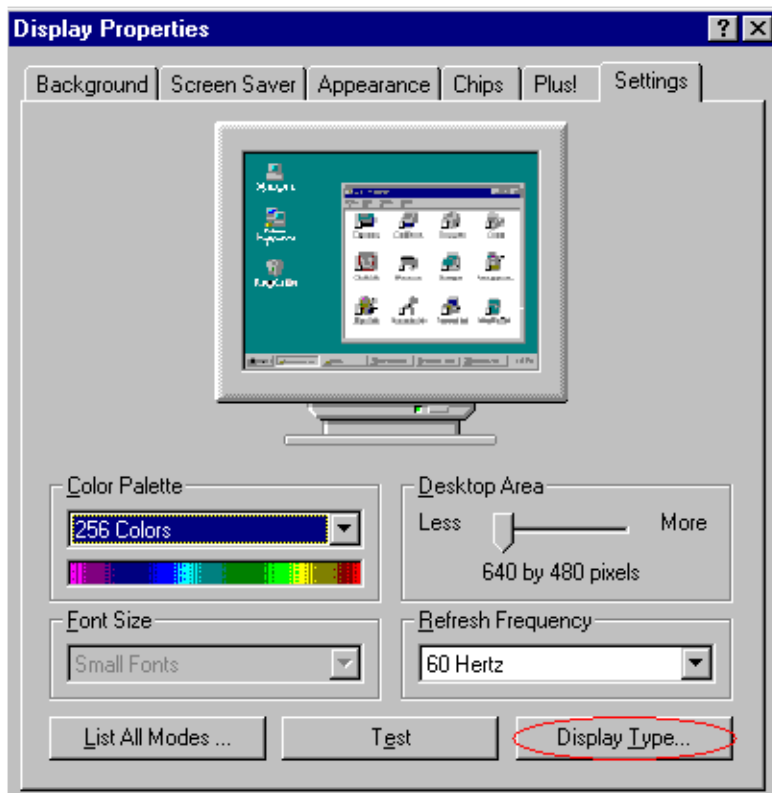 Display Properties
Background Screen Saver Appearance Chips Plus! Settings
Color Palette
256 Colors
Desktop Area
Less More
640 by 480 pixels
Font Size
Small Fonts
Refresh Frequency
60 Hertz
List All Modes ... Test Display Type...